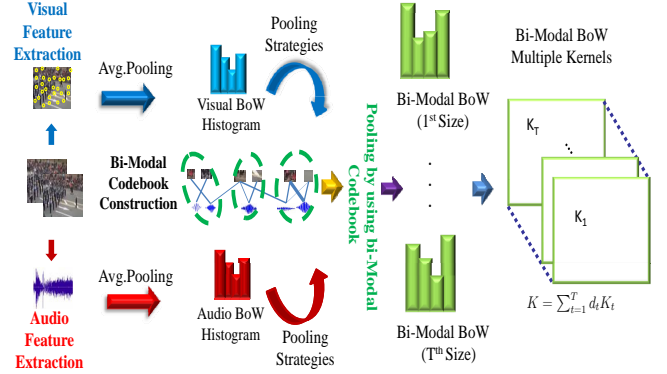 Visual
Feature
Extraction
Avg.Pooling
Visual BoW
Histogram
Pooling
Strategies
Bi-Modal
Codebook
Construction
Audio
Feature
Extraction
Avg.Pooling
Audio BoW
Histogram
Pooling
Strategies
Pooling by using bi-Modal
Codebook
Bi-Modal BoW
(1st Size)
.
.
.
Bi-Modal BoW
(Tth Size)
Bi-Modal BoW
Multiple Kernels
KT
...
K1
K = ∑_{t=1}^{T} d_t K_t